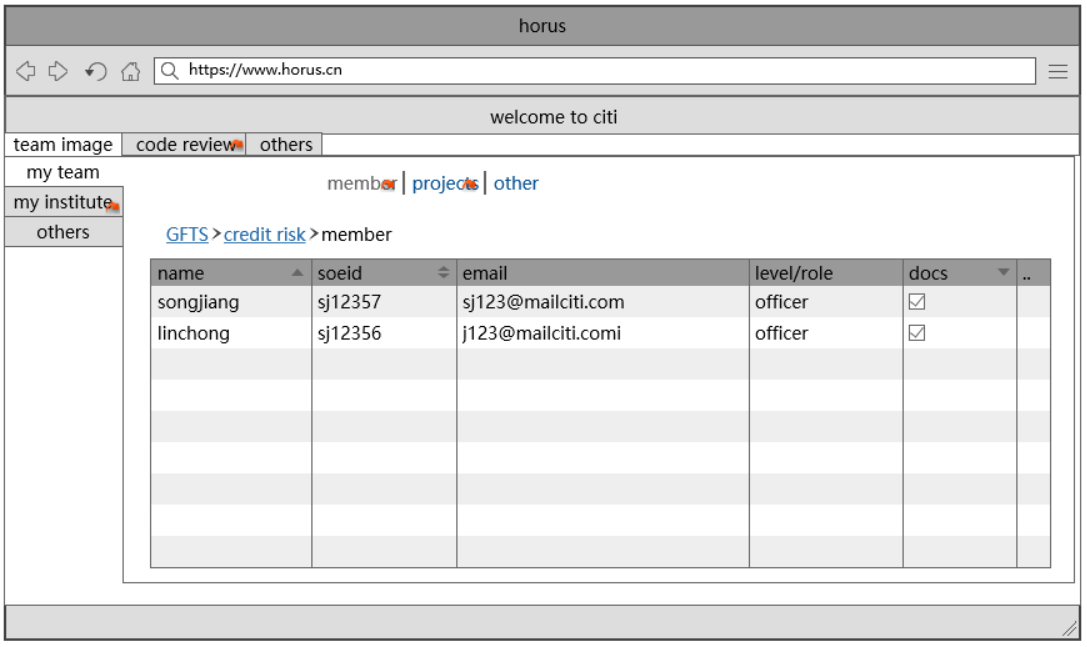 horus
https://www.horus.cn
welcome to citi
team image code review others
my team
member projects other
my institute
others
GFTS > credit risk > member
name soeid email level/role docs ..
songjiang sj12357 sj123@mailciti.com officer
linchong sj12356 j123@mailciti.comi officer